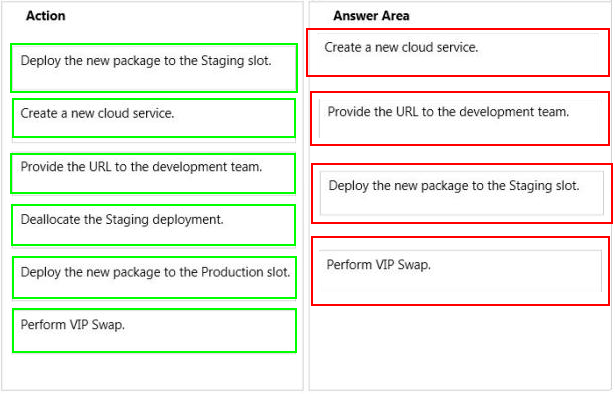 Action
Deploy the new package to the Staging slot.
Create a new cloud service.
Provide the URL to the development team.
Deallocate the Staging deployment.
Deploy the new package to the Production slot.
Perform VIP Swap.
Answer Area
Create a new cloud service.
Provide the URL to the development team.
Deploy the new package to the Staging slot.
Perform VIP Swap.